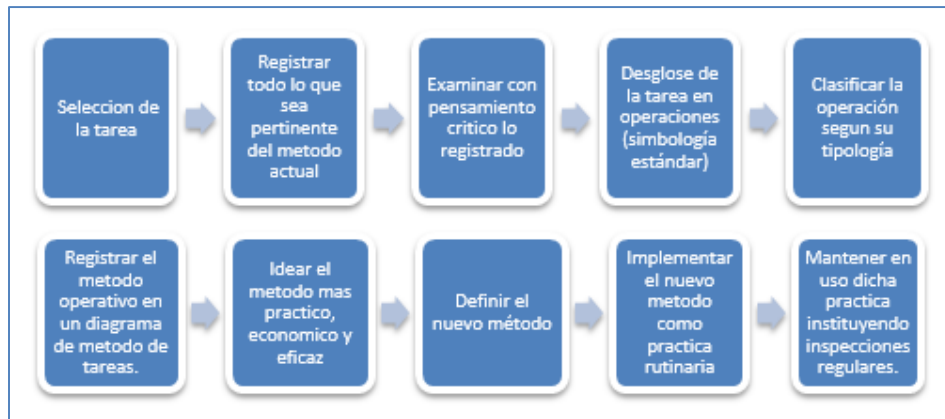 Seleccion de
la tarea
Registrar
todo lo que
sea
pertinente
del metodo
actual
Examinar con
pensamiento
critico lo
registrado
Desglose de
la tarea en
operaciones
(simbología
estándar)
Clasificar la
operación
segun su
tipología
Registrar el
metodo
operativo en
un diagrama
de metodo de
tareas.
Idear el
metodo mas
practico,
economico y
eficaz
Definir el
nuevo método
Implementar
el nuevo
metodo
como
practica
rutinaria
Mantener en
uso dicha
practica
instituyendo
inspecciones
regulares.